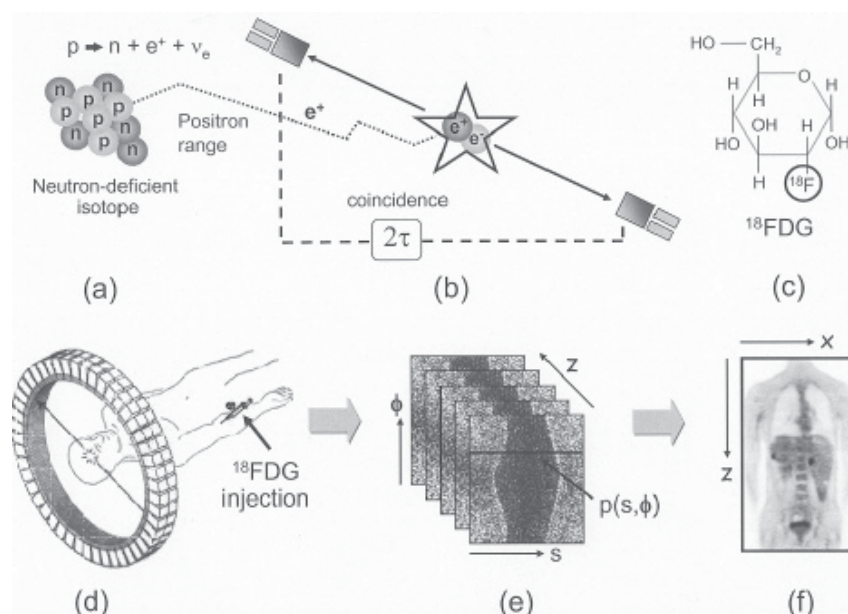 p → n + e⁺ + νₑ
n
n
p
n
p
p
p
n
p
n
n
Positron
range
Neutron-deficient
isotope
e⁺
e⁺
e⁻
coincidence
2τ
(a)
(b)
HO
CH₂
O
H
H
H
H
OH
H
HO
OH
H
¹⁸F
¹⁸FDG
(c)
¹⁸FDG
injection
(d)
ϕ
z
p(s,ϕ)
s
(e)
x
z
(f)